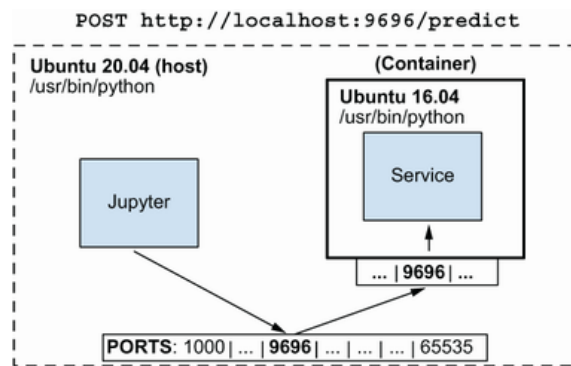 POST http://localhost:9696/predict
Ubuntu 20.04 (host)
/usr/bin/python
(Container)
Ubuntu 16.04
/usr/bin/python
Jupyter
Service
... | 9696 | ...
PORTS: 1000 | ... | 9696 | ... | ... | ... | 65535